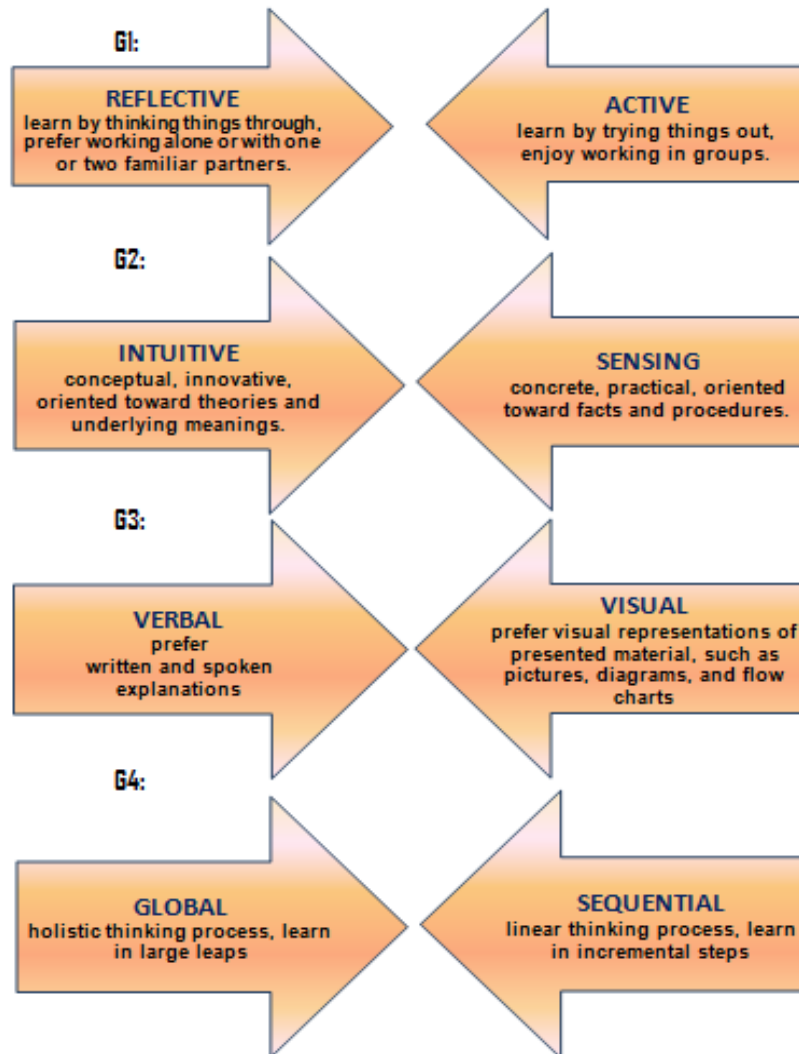 G1:
REFLECTIVE
learn by thinking things through,
prefer working alone or with one
or two familiar partners.
ACTIVE
learn by trying things out,
enjoy working in groups.
G2:
INTUITIVE
conceptual, innovative,
oriented toward theories and
underlying meanings.
SENSING
concrete, practical, oriented
toward facts and procedures.
G3:
VERBAL
prefer
written and spoken
explanations
VISUAL
prefer visual representations of
presented material, such as
pictures, diagrams, and flow
charts
G4:
GLOBAL
holistic thinking process, learn
in large leaps
SEQUENTIAL
linear thinking process, learn
in incremental steps